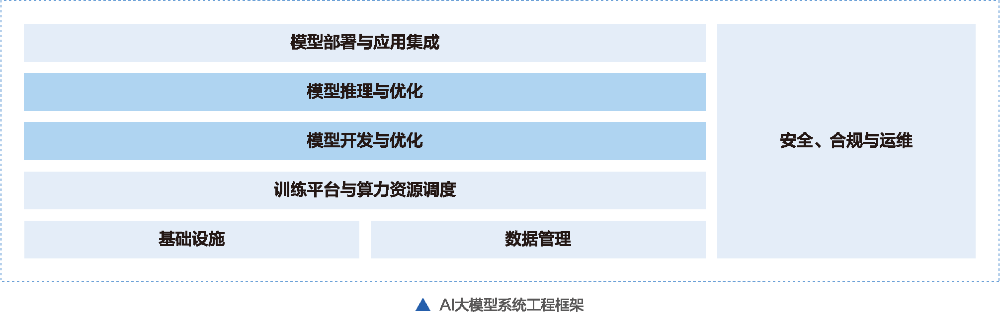 模型部署与应用集成
模型推理与优化
模型开发与优化
训练平台与算力资源调度
基础设施
数据管理
安全、合规与运维
AI大模型系统工程框架